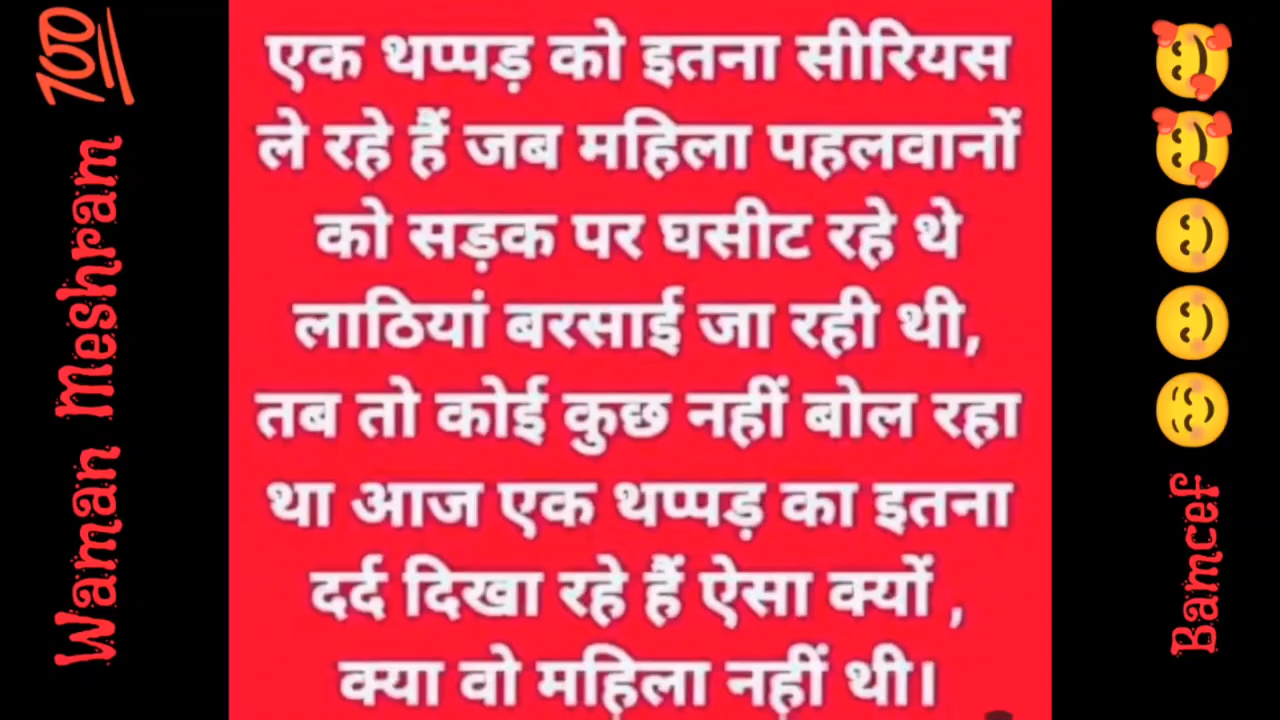 Waman Meshram 💯
एक थप्पड़ को इतना सीरियस
ले रहे हैं जब महिला पहलवानों
को सड़क पर घसीट रहे थे
लाठियां बरसाई जा रही थी,
तब तो कोई कुछ नहीं बोल रहा
था आज एक थप्पड़ का इतना
दर्द दिखा रहे हैं ऐसा क्यों ,
क्या वो महिला नहीं थी।
Bamcef 😊😊😊🥰🥰